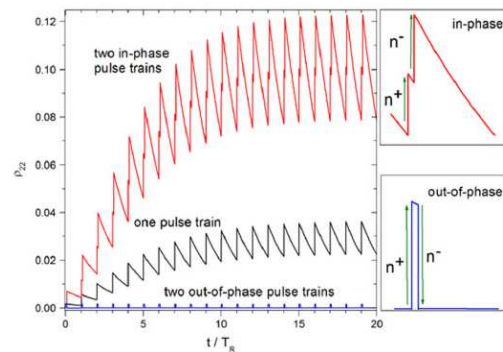 0.12
0.10
0.08
0.06
0.04
0.02
0.00
ρ22
two in-phase
pulse trains
one pulse train
two out-of-phase pulse trains
0
5
10
15
20
t / TR
in-phase
n-
n+
out-of-phase
n+
n-